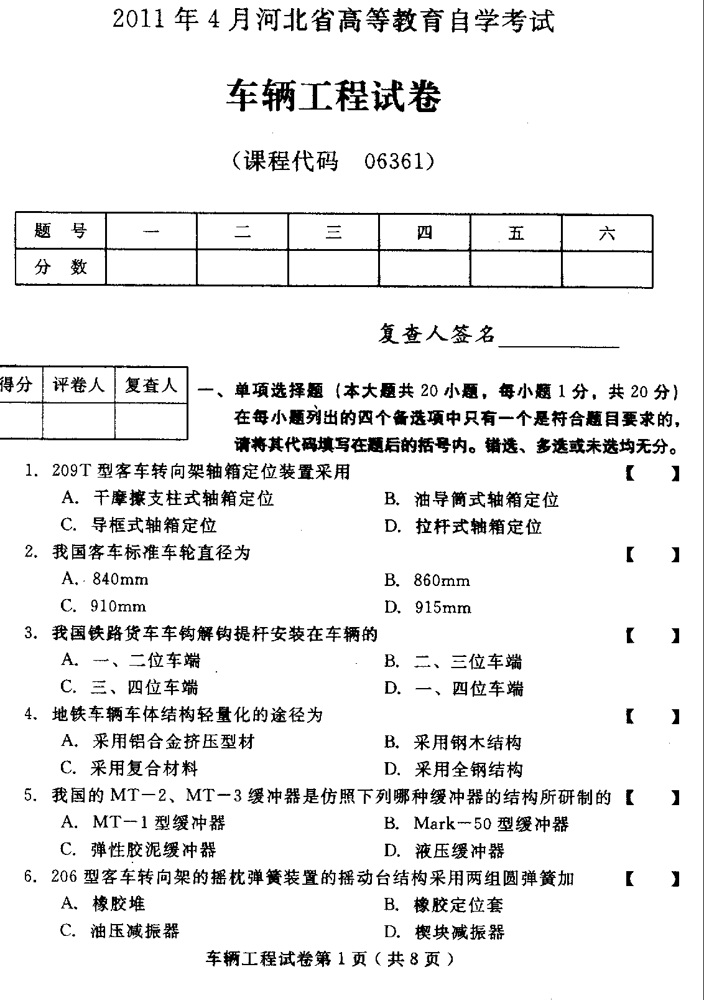 2011 年 4 月河北省高等教育自学考试
车辆工程试卷
（课程代码　06361）
题　号　一　二　三　四　五　六
分　数
复查人签名
得分　评卷人　复查人
一、单项选择题（本大题共 20 小题，每小题 1 分，共 20 分）
在每小题列出的四个备选项中只有一个是符合题目要求的，
请将其代码填写在题后的括号内。错选、多选或未选均无分。
1. 209T 型客车转向架轴箱定位装置采用 【　】
A. 干摩擦支柱式轴箱定位 B. 油导筒式轴箱定位
C. 导框式轴箱定位 D. 拉杆式轴箱定位
2. 我国客车标准车轮直径为 【　】
A. 840mm B. 860mm
C. 910mm D. 915mm
3. 我国铁路货车车钩解钩提杆安装在车辆的 【　】
A. 一、二位车端 B. 二、三位车端
C. 三、四位车端 D. 一、四位车端
4. 地铁车辆车体结构轻量化的途径为 【　】
A. 采用铝合金挤压型材 B. 采用钢木结构
C. 采用复合材料 D. 采用全钢结构
5. 我国的 MT－2、MT－3 缓冲器是仿照下列哪种缓冲器的结构所研制的 【　】
A. MT－1 型缓冲器 B. Mark－50 型缓冲器
C. 弹性胶泥缓冲器 D. 液压缓冲器
6. 206 型客车转向架的摇枕弹簧装置的摇动台结构采用两组圆弹簧加 【　】
A. 橡胶堆 B. 橡胶定位套
C. 油压减振器 D. 楔块减振器
车辆工程试卷第 1 页（共 8 页）